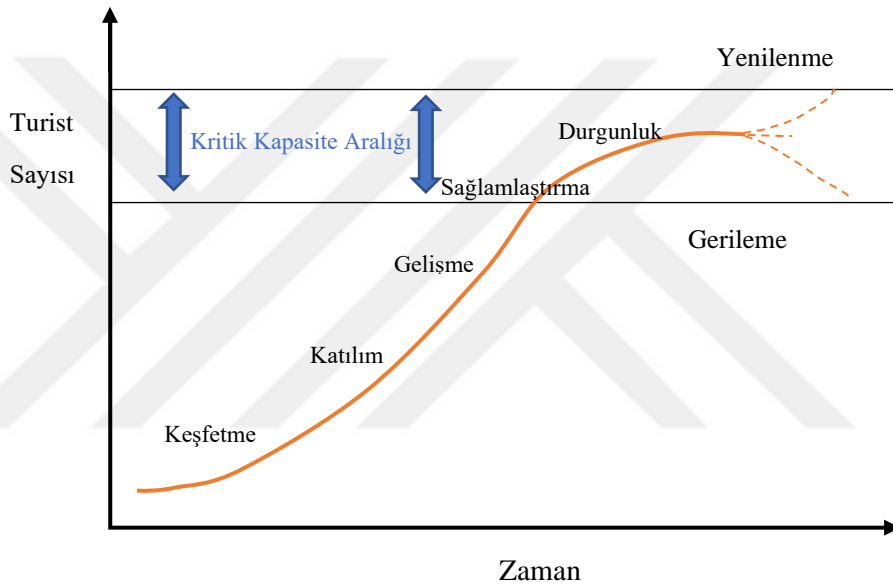 Yenilenme
Turist
Sayısı
Kritik Kapasite Aralığı
Durgunluk
Sağlamlaştırma
Gerileme
Gelişme
Katılım
Keşfetme
Zaman